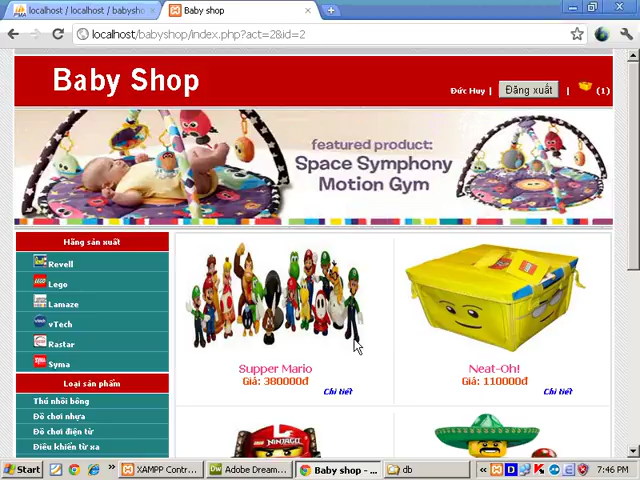 localhost / localhost / babysho
Baby shop
localhost/babyshop/index.php?act=2&id=2
Baby Shop
Đức Huy | Đăng xuất | (1)
featured product:
Space Symphony
Motion Gym
Hãng sản xuất
Revell
Lego
Lamaze
vTech
Rastar
Syma
Loại sản phẩm
Thú nhồi bông
Đồ chơi nhựa
Đồ chơi điện tử
Điều khiển từ xa
Supper Mario
Giá: 380000đ
Chi tiết
Neat-Oh!
Giá: 110000đ
Chi tiết
NINJAGO
Start
XAMPP Contr...
Adobe Dream...
Baby shop - ...
db
7:46 PM